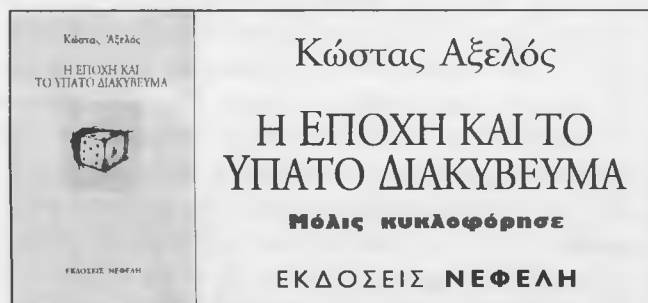 Κώστας Ἀξελός
Η ΕΠΟΧΗ ΚΑΙ
ΤΟ ΥΠΑΤΟ ΔΙΑΚΥΒΕΥΜΑ
ΕΚΔΟΣΕΙΣ ΝΕΦΕΛΗ
Κώστας Αξελός
Η ΕΠΟΧΗ ΚΑΙ ΤΟ
ΥΠΑΤΟ ΔΙΑΚΥΒΕΥΜΑ
Μόλις κυκλοφόρησε
ΕΚΔΟΣΕΙΣ ΝΕΦΕΛΗ